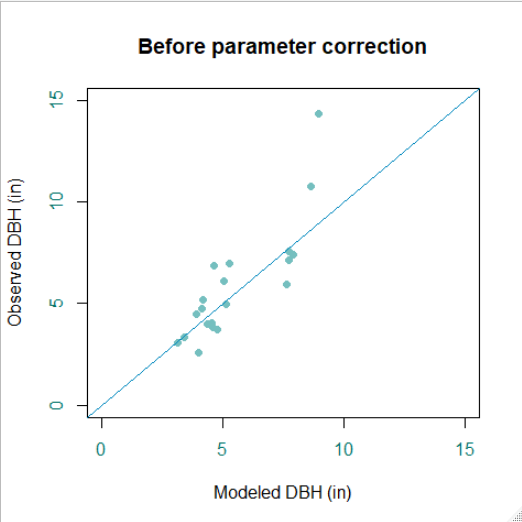 Before parameter correction
Observed DBH (in)
15
10
5
0
0 5 10 15
Modeled DBH (in)